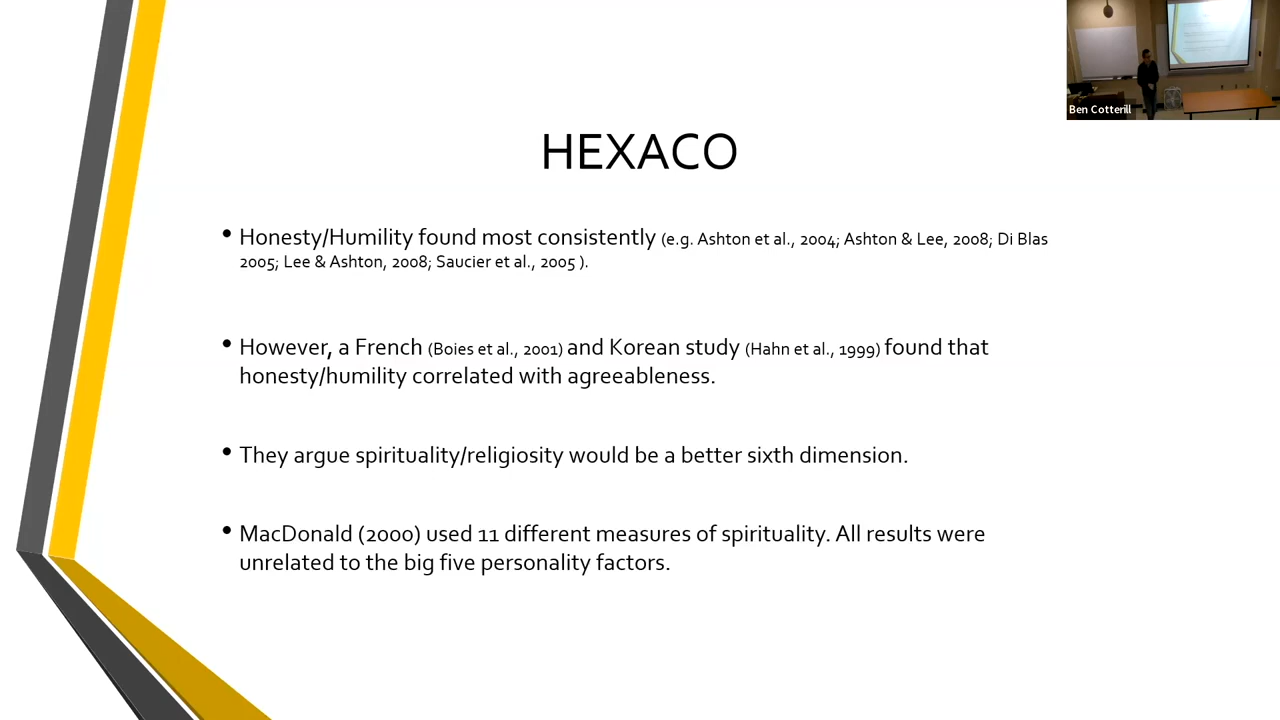 Ben Cotterill
HEXACO
• Honesty/Humility found most consistently (e.g. Ashton et al., 2004; Ashton & Lee, 2008; Di Blas
2005; Lee & Ashton, 2008; Saucier et al., 2005 ).
• However, a French (Boies et al., 2001) and Korean study (Hahn et al., 1999) found that
honesty/humility correlated with agreeableness.
• They argue spirituality/religiosity would be a better sixth dimension.
• MacDonald (2000) used 11 different measures of spirituality. All results were
unrelated to the big five personality factors.